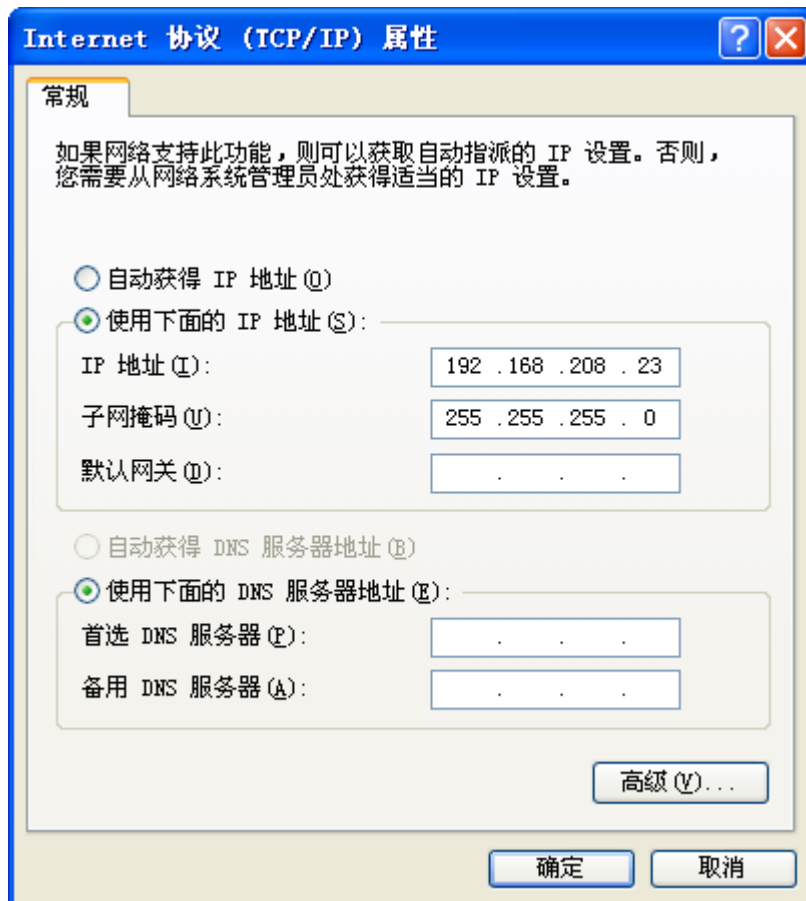 Internet 协议 (TCP/IP) 属性
常规
如果网络支持此功能，则可以获取自动指派的 IP 设置。否则，
您需要从网络系统管理员处获得适当的 IP 设置。
自动获得 IP 地址(O)
使用下面的 IP 地址(S):
IP 地址(I): 192 .168 .208 . 23
子网掩码(U): 255 .255 .255 . 0
默认网关(D): . . .
自动获得 DNS 服务器地址(B)
使用下面的 DNS 服务器地址(E):
首选 DNS 服务器(P): . . .
备用 DNS 服务器(A): . . .
高级(V)...
确定 取消